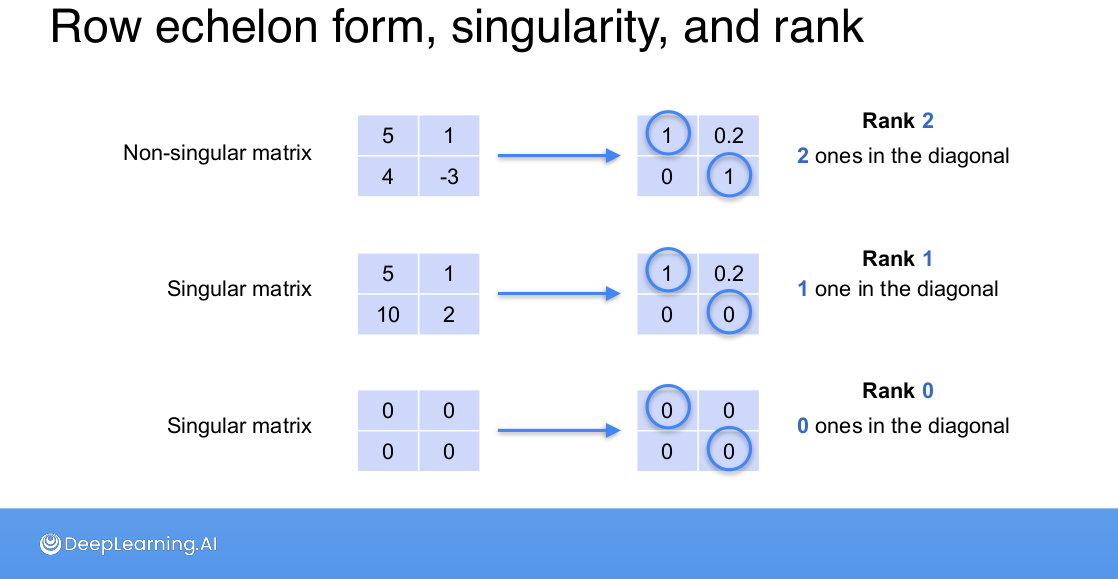 Row echelon form, singularity, and rank
Non-singular matrix
5 1
4 -3
1 0.2
0 1
Rank 2
2 ones in the diagonal
Singular matrix
5 1
10 2
1 0.2
0 0
Rank 1
1 one in the diagonal
Singular matrix
0 0
0 0
0 0
0 0
Rank 0
0 ones in the diagonal
DeepLearning.AI